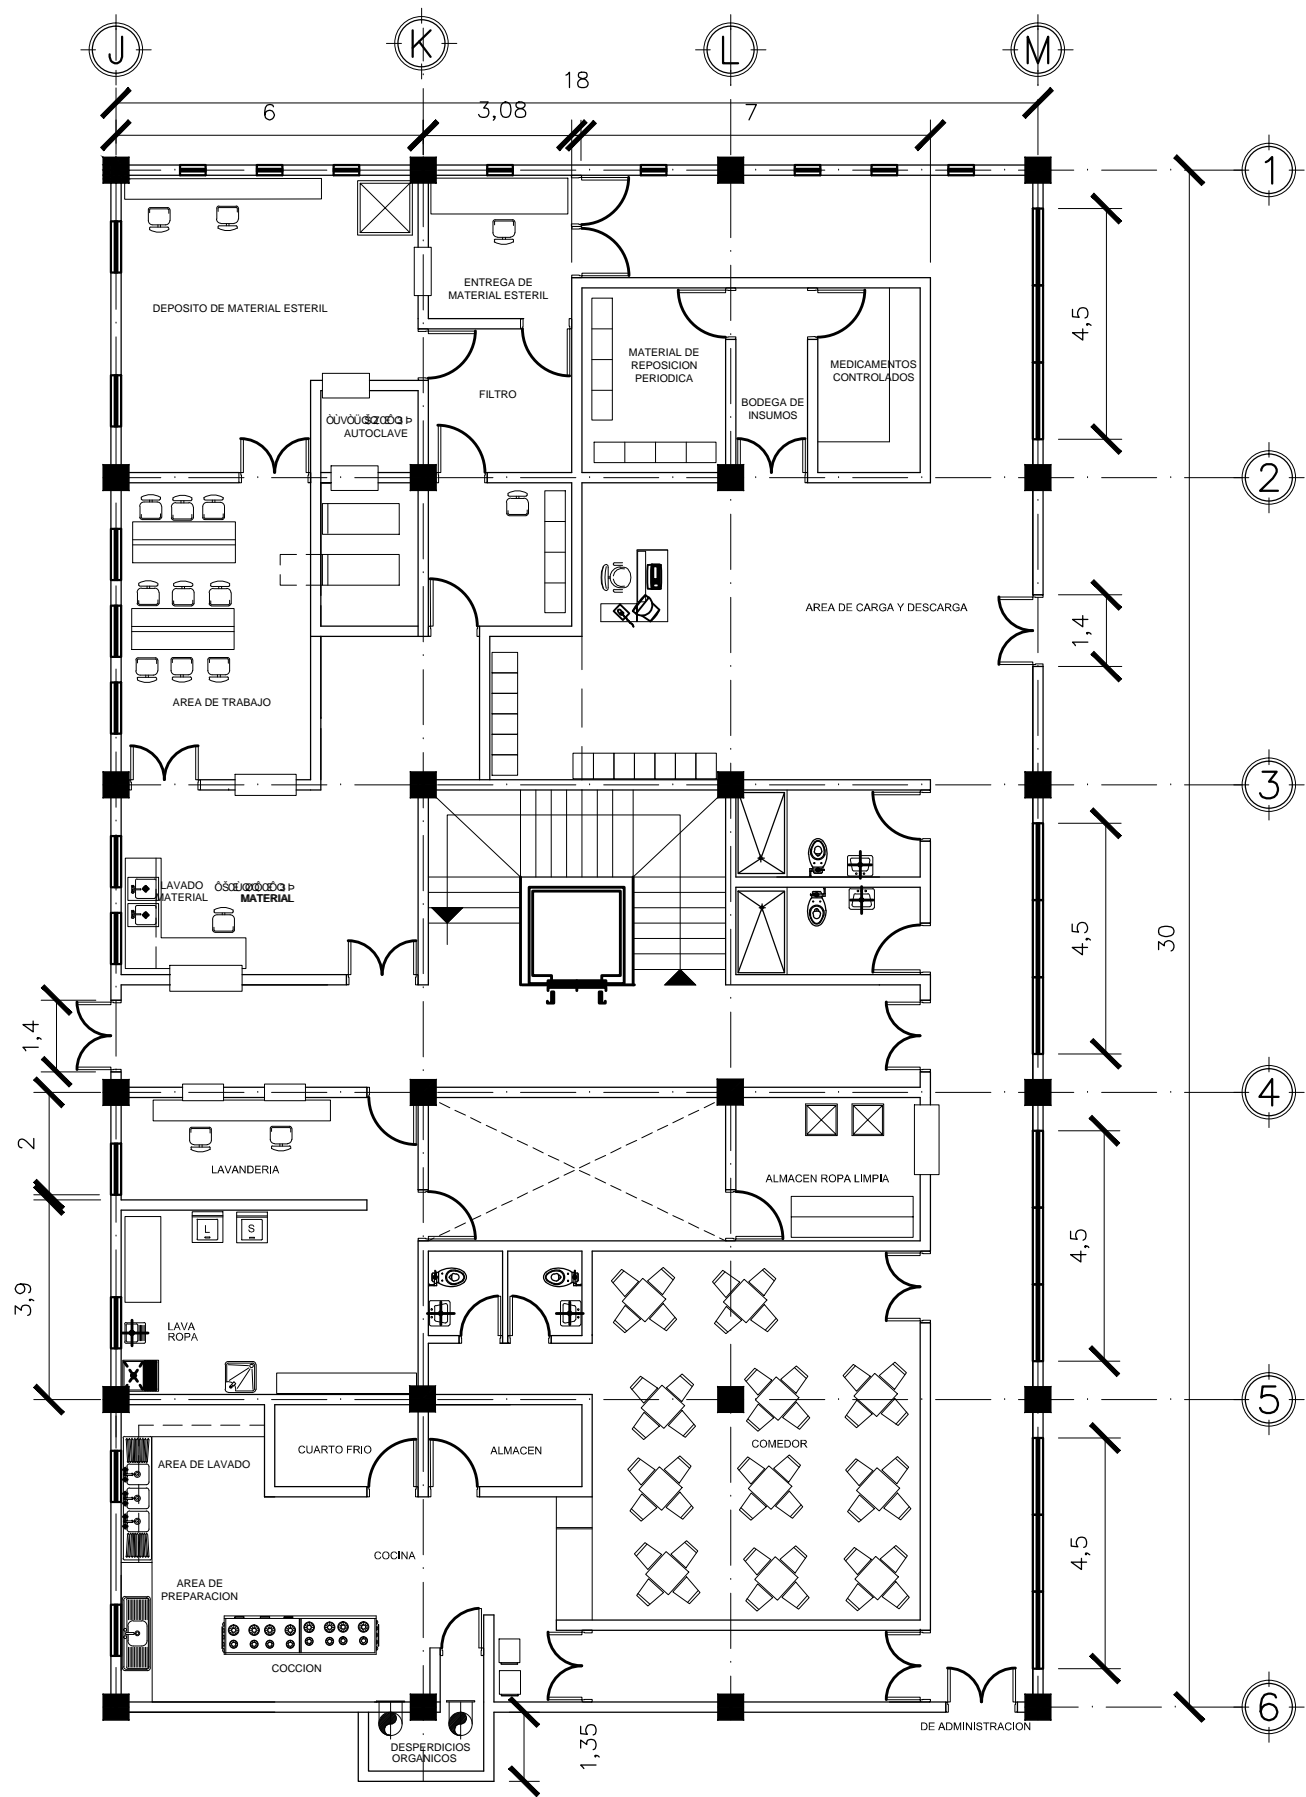 J
K
L
M
18
6
3,08
7
1
DEPOSITO DE MATERIAL ESTERIL
ENTREGA DE
MATERIAL ESTERIL
4,5
MATERIAL DE
REPOSICION
PERIODICA
MEDICAMENTOS
CONTROLADOS
FILTRO
BODEGA DE
INSUMOS
AUTOCLAVE
2
AREA DE CARGA Y DESCARGA
1,4
AREA DE TRABAJO
3
LAVADO
MATERIAL
MATERIAL
4,5
30
1,4
4
2
LAVANDERIA
ALMACEN ROPA LIMPIA
L
S
4,5
3,9
LAVA
ROPA
5
CUARTO FRIO
ALMACEN
COMEDOR
AREA DE LAVADO
COCINA
4,5
AREA DE
PREPARACION
COCCION
6
DE ADMINISTRACION
DESPERDICIOS
ORGANICOS
1,35